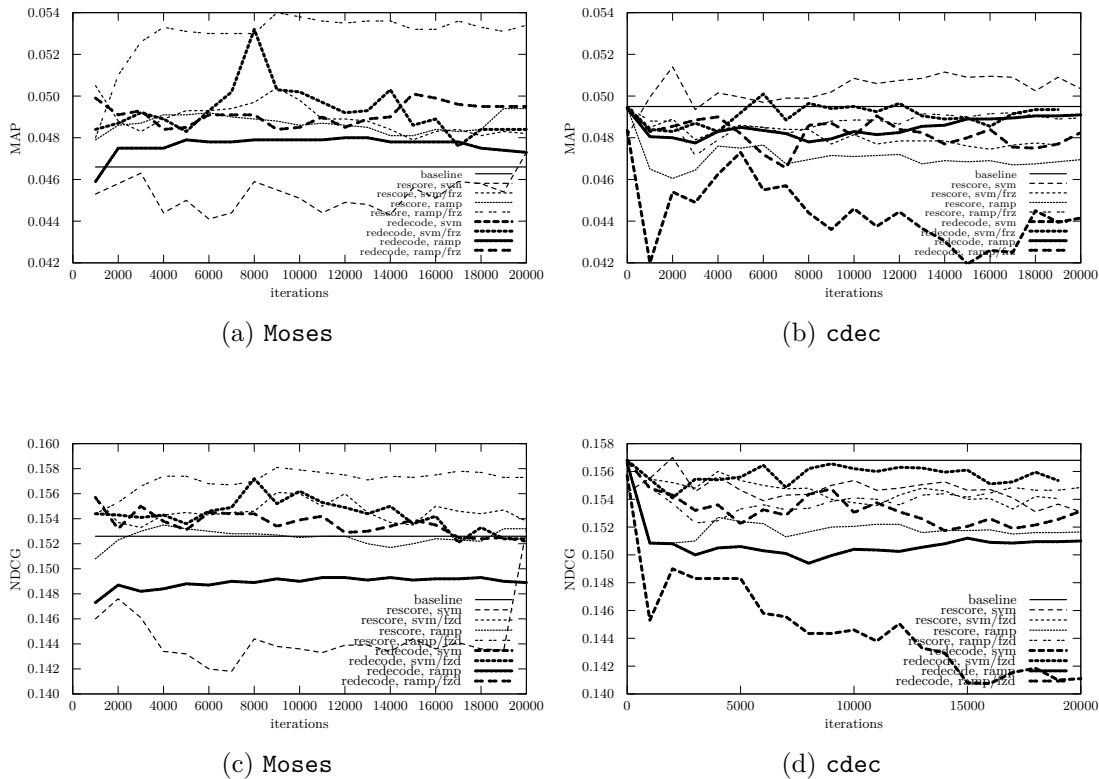 0.054
0.052
0.050
0.048
0.046
0.044
0.042
MAP
0 2000 4000 6000 8000 10000 12000 14000 16000 18000 20000
iterations
baseline
rescore, svm
rescore, svm/frz
rescore, ramp
rescore, ramp/frz
redecode, svm
redecode, svm/frz
redecode, ramp
redecode, ramp/frz
(a) Moses
0.054
0.052
0.050
0.048
0.046
0.044
0.042
MAP
0 2000 4000 6000 8000 10000 12000 14000 16000 18000 20000
iterations
baseline
rescore, svm
rescore, svm/frz
rescore, ramp
rescore, ramp/frz
redecode, svm
redecode, svm/frz
redecode, ramp
redecode, ramp/frz
(b) cdec
0.160
0.158
0.156
0.154
0.152
0.150
0.148
0.146
0.144
0.142
0.140
NDCG
0 2000 4000 6000 8000 10000 12000 14000 16000 18000 20000
iterations
baseline
rescore, svm
rescore, svm/fzd
rescore, ramp
rescore, ramp/fzd
redecode, svm
redecode, svm/fzd
redecode, ramp
redecode, ramp/fzd
(c) Moses
0.158
0.156
0.154
0.152
0.150
0.148
0.146
0.144
0.142
0.140
NDCG
0 5000 10000 15000 20000
iterations
baseline
rescore, svm
rescore, svm/fzd
rescore, ramp
rescore, ramp/fzd
redecode, svm
redecode, svm/fzd
redecode, ramp
redecode, ramp/fzd
(d) cdec